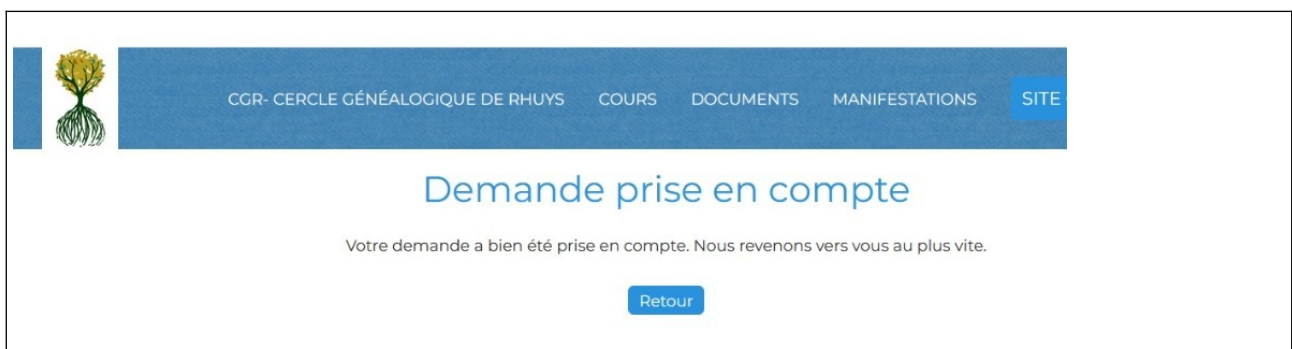 CGR- CERCLE GÉNÉALOGIQUE DE RHUYS COURS DOCUMENTS MANIFESTATIONS SITE
Demande prise en compte
Votre demande a bien été prise en compte. Nous revenons vers vous au plus vite.
Retour